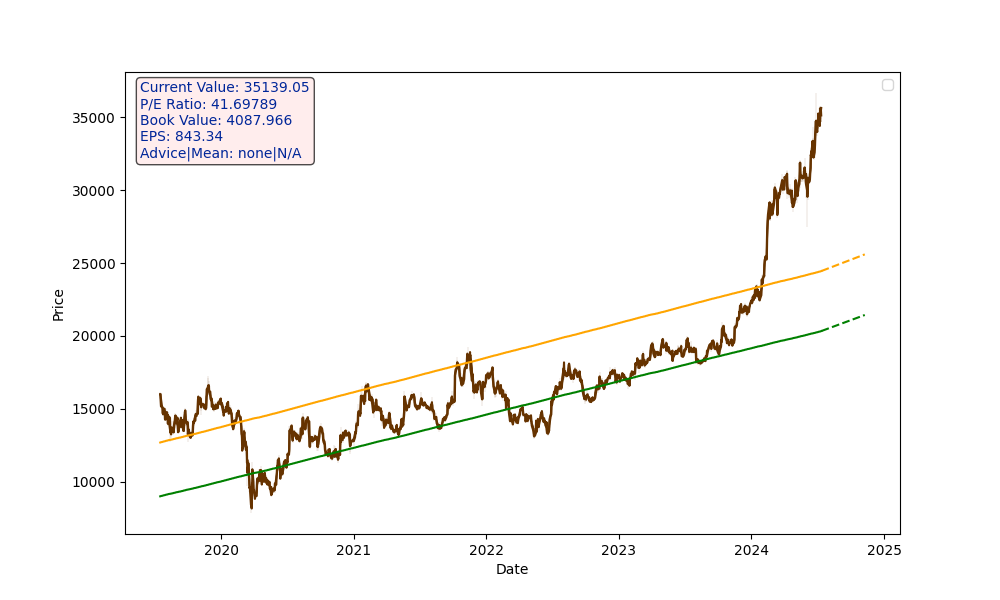 Current Value: 35139.05
P/E Ratio: 41.69789
Book Value: 4087.966
EPS: 843.34
Advice|Mean: none|N/A
35000
30000
25000
20000
15000
10000
Price
2020 2021 2022 2023 2024 2025
Date